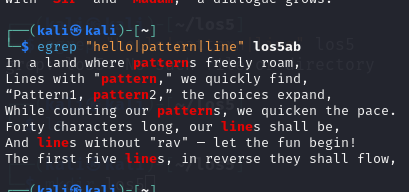 With "Sir" and "Madam," a dialogue grows.
┌──(kali㉿kali)-[~]
└─$ egrep "hello|pattern|line" los5ab
In a land where patterns freely roam,
Lines with "pattern," we quickly find,
“Pattern1, pattern2,” the choices expand,
While counting our patterns, we quicken the pace.
Forty characters long, our lines shall be,
And lines without "rav" — let the fun begin!
The first five lines, in reverse they shall flow,
┌──(kali㉿kali)-[~]